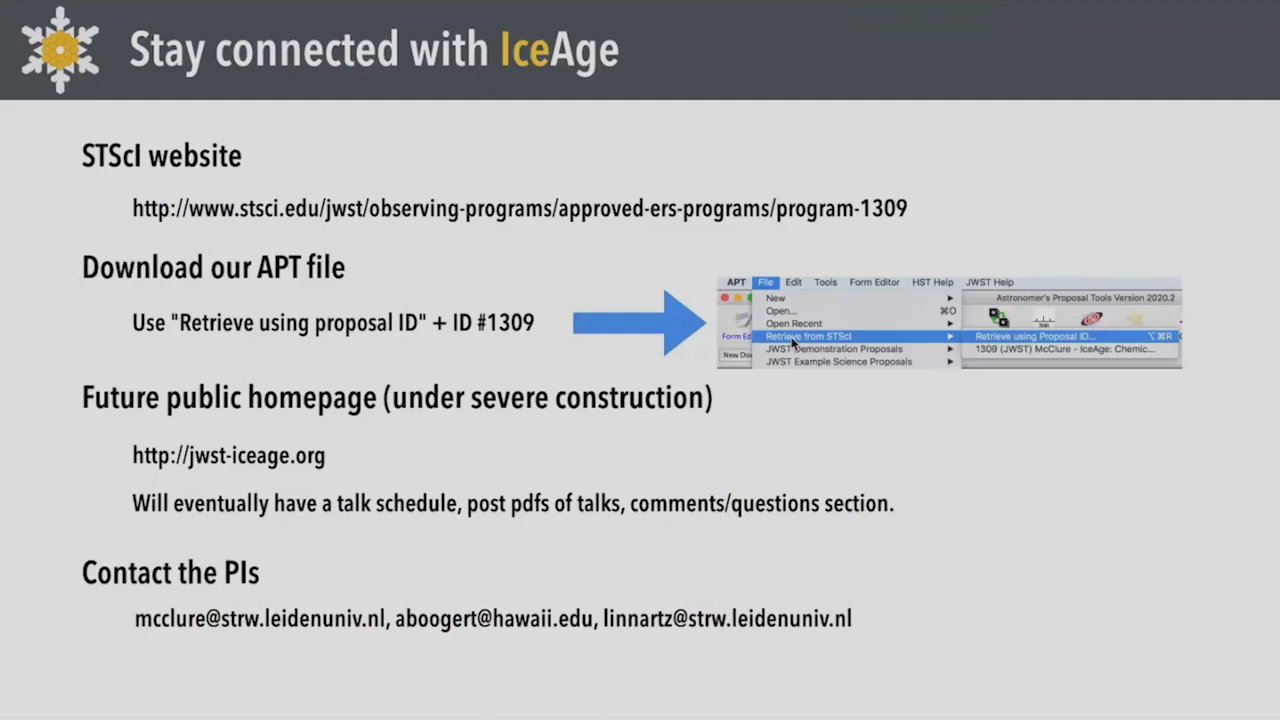 Stay connected with IceAge
STScI website
http://www.stsci.edu/jwst/observing-programs/approved-ers-programs/program-1309
Download our APT file
Use "Retrieve using proposal ID" + ID #1309
APT File Edit Tools Form Editor HST Help JWST Help
New
Astronomer's Proposal Tools Version 2020.2
Open... ⌘O
Open Recent
Form Ed
Retrieve from STScI
Retrieve using Proposal ID... ⌥⌘R
New Doc
JWST Demonstration Proposals
1309 (JWST) McClure - IceAge: Chemic...
JWST Example Science Proposals
Future public homepage (under severe construction)
http://jwst-iceage.org
Will eventually have a talk schedule, post pdfs of talks, comments/questions section.
Contact the PIs
mcclure@strw.leidenuniv.nl, aboogert@hawaii.edu, linnartz@strw.leidenuniv.nl